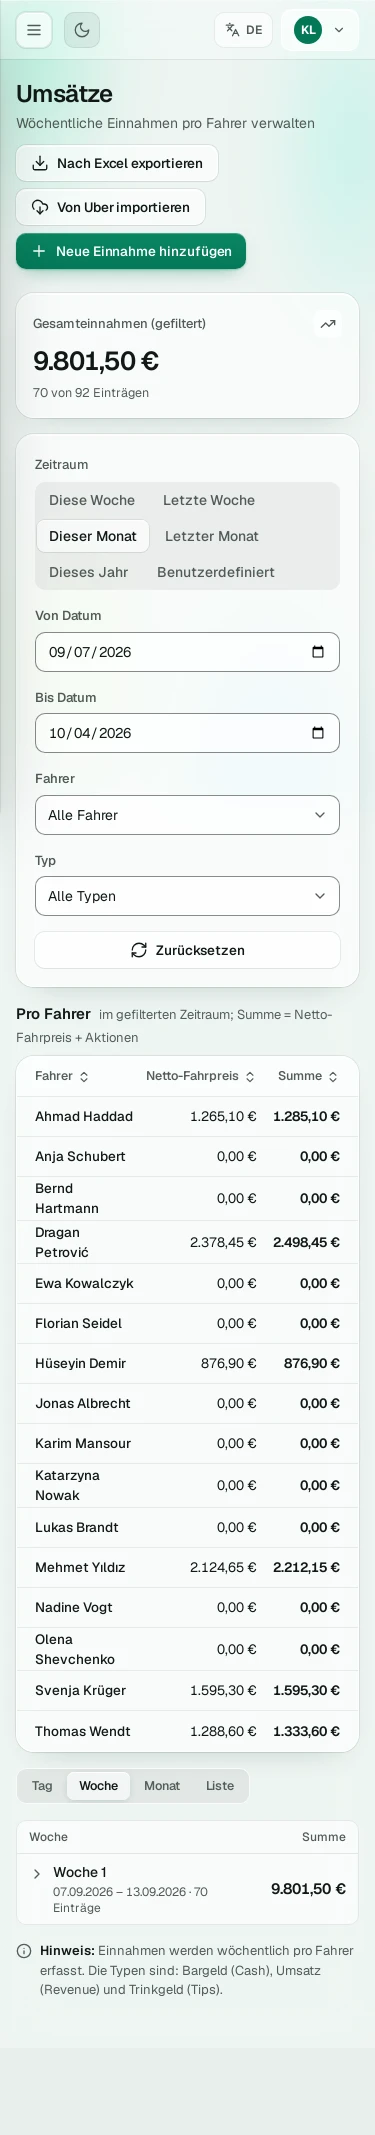 DE
KL
Umsätze
Wöchentliche Einnahmen pro Fahrer verwalten
Nach Excel exportieren
Von Uber importieren
Neue Einnahme hinzufügen
Gesamteinnahmen (gefiltert)
9.801,50 €
70 von 92 Einträgen
Zeitraum
Diese Woche Letzte Woche
Dieser Monat Letzter Monat
Dieses Jahr Benutzerdefiniert
Von Datum
09/07/2026
Bis Datum
10/04/2026
Fahrer
Alle Fahrer
Typ
Alle Typen
Zurücksetzen
Pro Fahrer im gefilterten Zeitraum; Summe = Netto-
Fahrpreis + Aktionen
Fahrer Netto-Fahrpreis Summe
Ahmad Haddad 1.265,10 € 1.285,10 €
Anja Schubert 0,00 € 0,00 €
Bernd
Hartmann 0,00 € 0,00 €
Dragan
Petrović 2.378,45 € 2.498,45 €
Ewa Kowalczyk 0,00 € 0,00 €
Florian Seidel 0,00 € 0,00 €
Hüseyin Demir 876,90 € 876,90 €
Jonas Albrecht 0,00 € 0,00 €
Karim Mansour 0,00 € 0,00 €
Katarzyna
Nowak 0,00 € 0,00 €
Lukas Brandt 0,00 € 0,00 €
Mehmet Yıldız 2.124,65 € 2.212,15 €
Nadine Vogt 0,00 € 0,00 €
Olena
Shevchenko 0,00 € 0,00 €
Svenja Krüger 1.595,30 € 1.595,30 €
Thomas Wendt 1.288,60 € 1.333,60 €
Tag Woche Monat Liste
Woche Summe
Woche 1
07.09.2026 – 13.09.2026 · 70
Einträge
9.801,50 €
Hinweis: Einnahmen werden wöchentlich pro Fahrer
erfasst. Die Typen sind: Bargeld (Cash), Umsatz
(Revenue) und Trinkgeld (Tips).